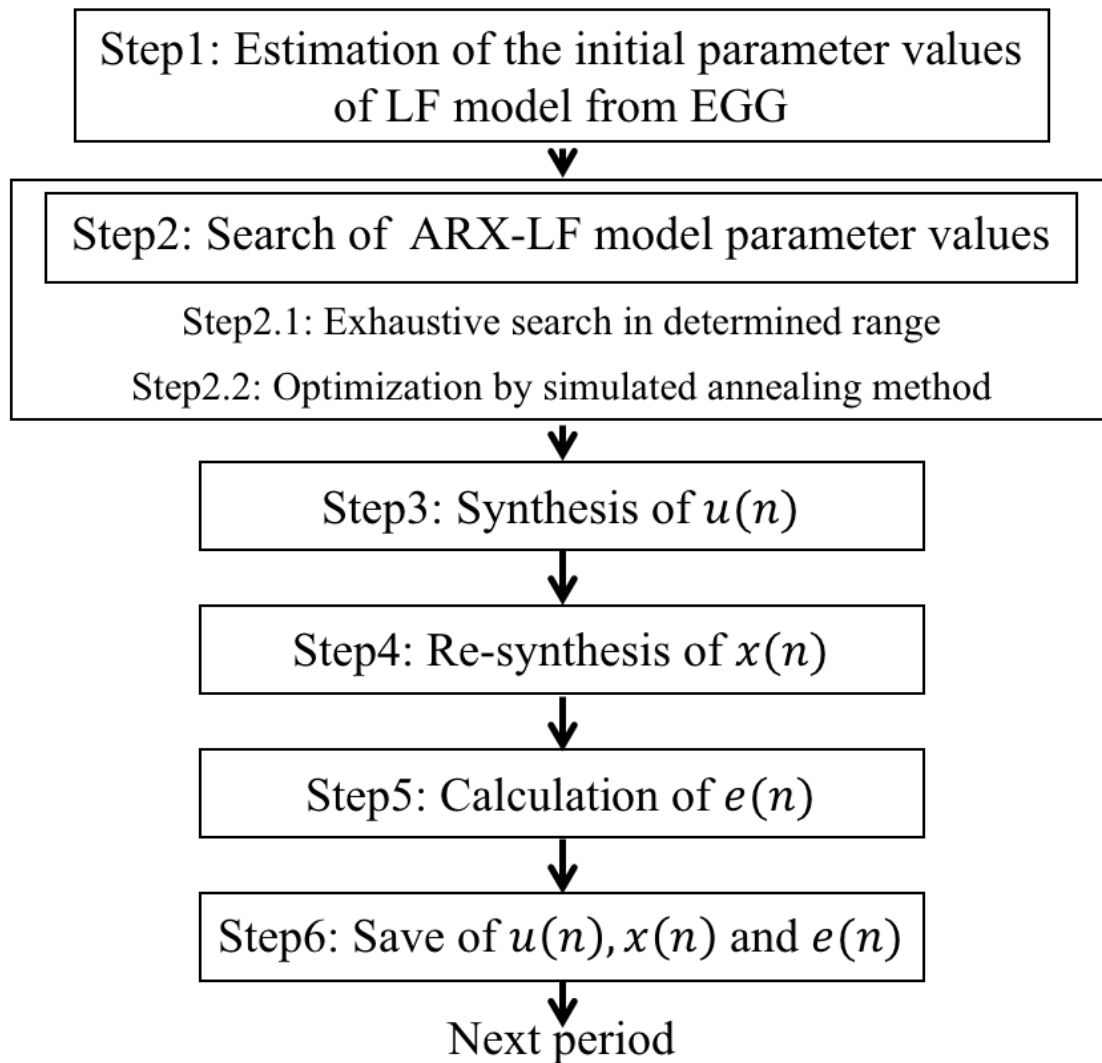 Step1: Estimation of the initial parameter values
of LF model from EGG
Step2: Search of ARX-LF model parameter values
Step2.1: Exhaustive search in determined range
Step2.2: Optimization by simulated annealing method
Step3: Synthesis of u(n)
Step4: Re-synthesis of x(n)
Step5: Calculation of e(n)
Step6: Save of u(n), x(n) and e(n)
Next period